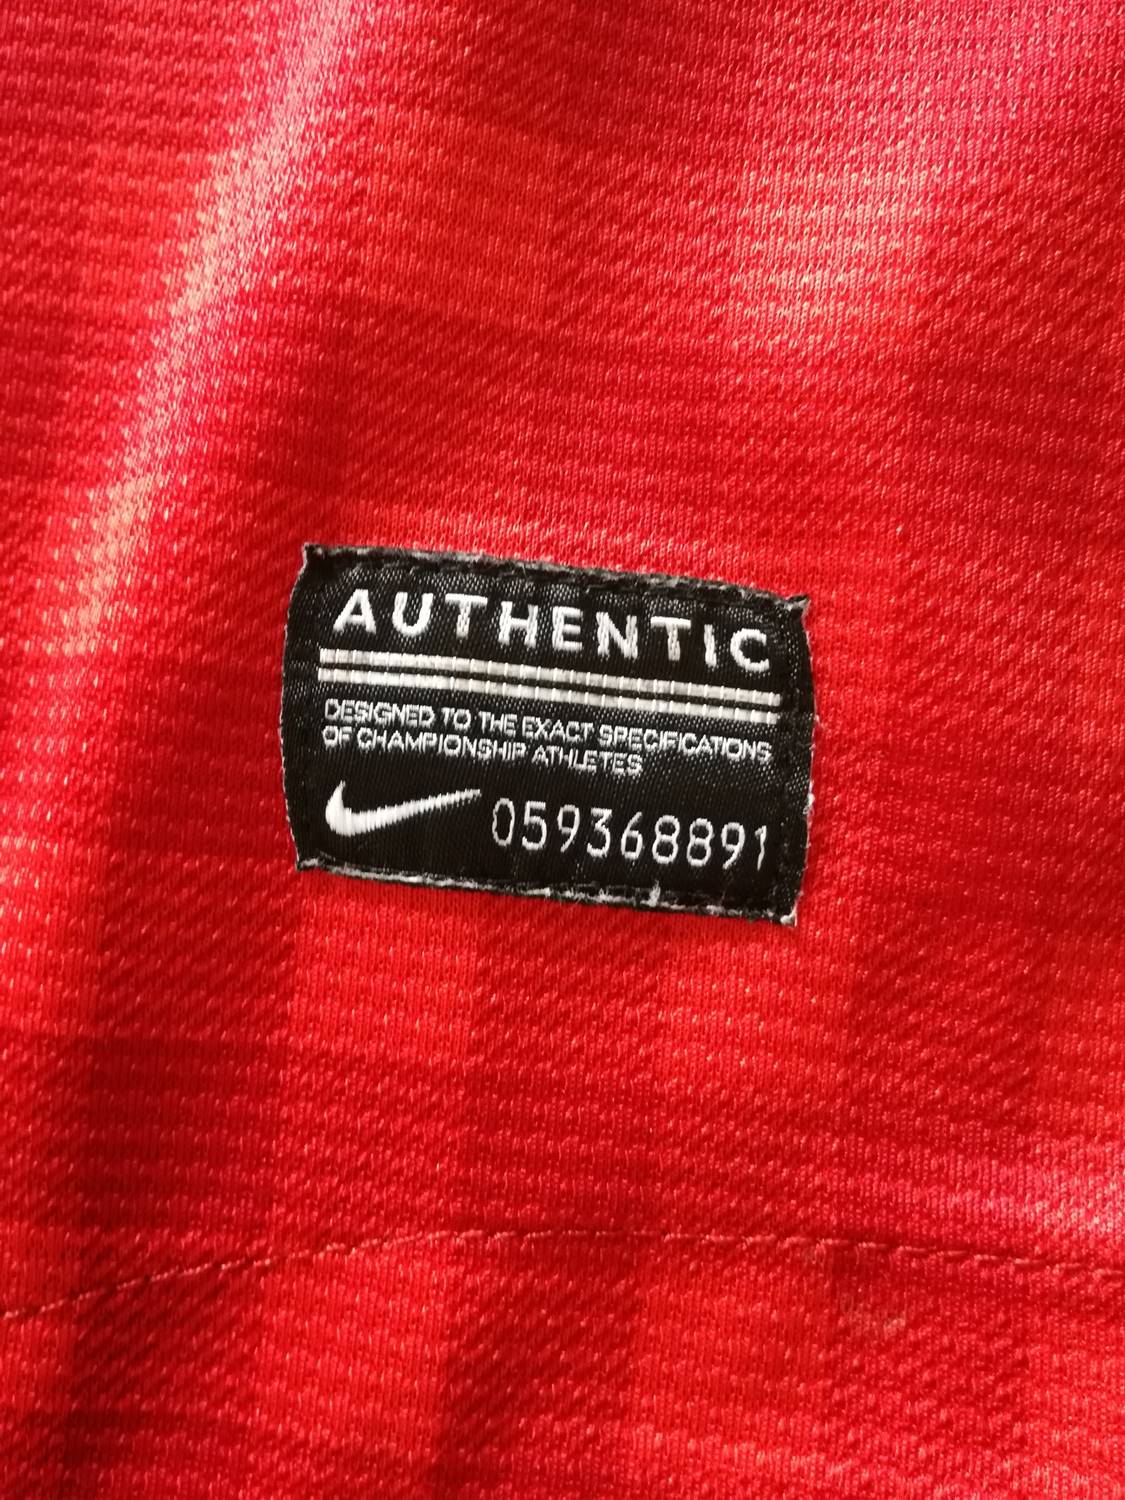 AUTHENTIC
DESIGNED TO THE EXACT SPECIFICATIONS
OF CHAMPIONSHIP ATHLETES
059368891